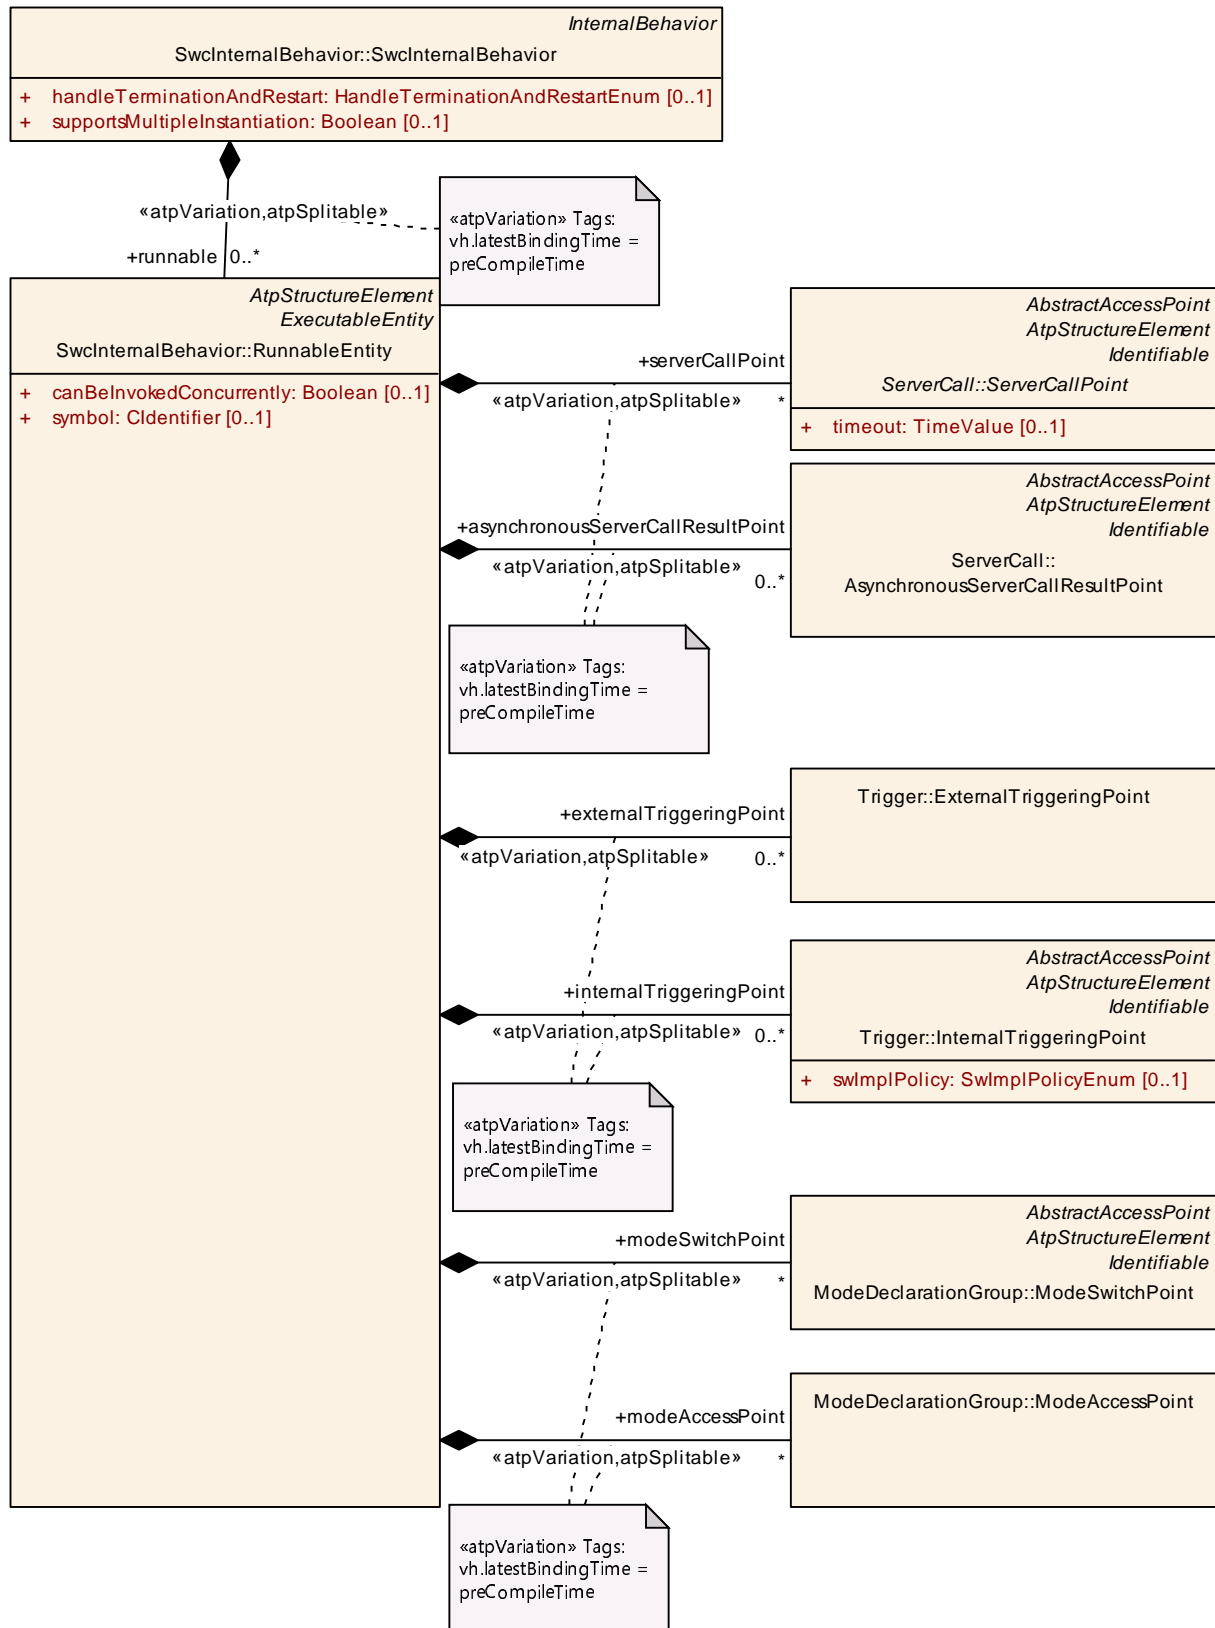 InternalBehavior
SwcInternalBehavior::SwcInternalBehavior
+ handleTerminationAndRestart: HandleTerminationAndRestartEnum [0..1]
+ supportsMultipleInstantiation: Boolean [0..1]
«atpVariation,atpSplitable»
+runnable 0..*
«atpVariation» Tags:
vh.latestBindingTime =
preCompileTime
AtpStructureElement
ExecutableEntity
SwcInternalBehavior::RunnableEntity
+ canBeInvokedConcurrently: Boolean [0..1]
+ symbol: CIdentifier [0..1]
+serverCallPoint
«atpVariation,atpSplitable» *
AbstractAccessPoint
AtpStructureElement
Identifiable
ServerCall::ServerCallPoint
+ timeout: TimeValue [0..1]
+asynchronousServerCallResultPoint
«atpVariation,atpSplitable» 0..*
AbstractAccessPoint
AtpStructureElement
Identifiable
ServerCall::
AsynchronousServerCallResultPoint
«atpVariation» Tags:
vh.latestBindingTime =
preCompileTime
+externalTriggeringPoint
«atpVariation,atpSplitable» 0..*
Trigger::ExternalTriggeringPoint
+internalTriggeringPoint
«atpVariation,atpSplitable» 0..*
AbstractAccessPoint
AtpStructureElement
Identifiable
Trigger::InternalTriggeringPoint
+ swImplPolicy: SwImplPolicyEnum [0..1]
«atpVariation» Tags:
vh.latestBindingTime =
preCompileTime
+modeSwitchPoint
«atpVariation,atpSplitable» *
AbstractAccessPoint
AtpStructureElement
Identifiable
ModeDeclarationGroup::ModeSwitchPoint
+modeAccessPoint
«atpVariation,atpSplitable» *
ModeDeclarationGroup::ModeAccessPoint
«atpVariation» Tags:
vh.latestBindingTime =
preCompileTime